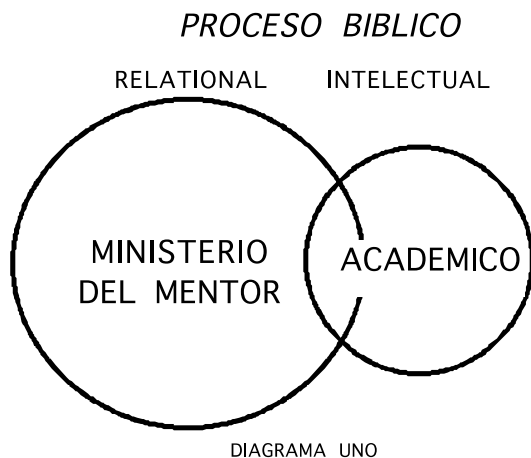 PROCESO BIBLICO
RELATIONAL INTELECTUAL
MINISTERIO
DEL MENTOR
ACADEMICO
DIAGRAMA UNO